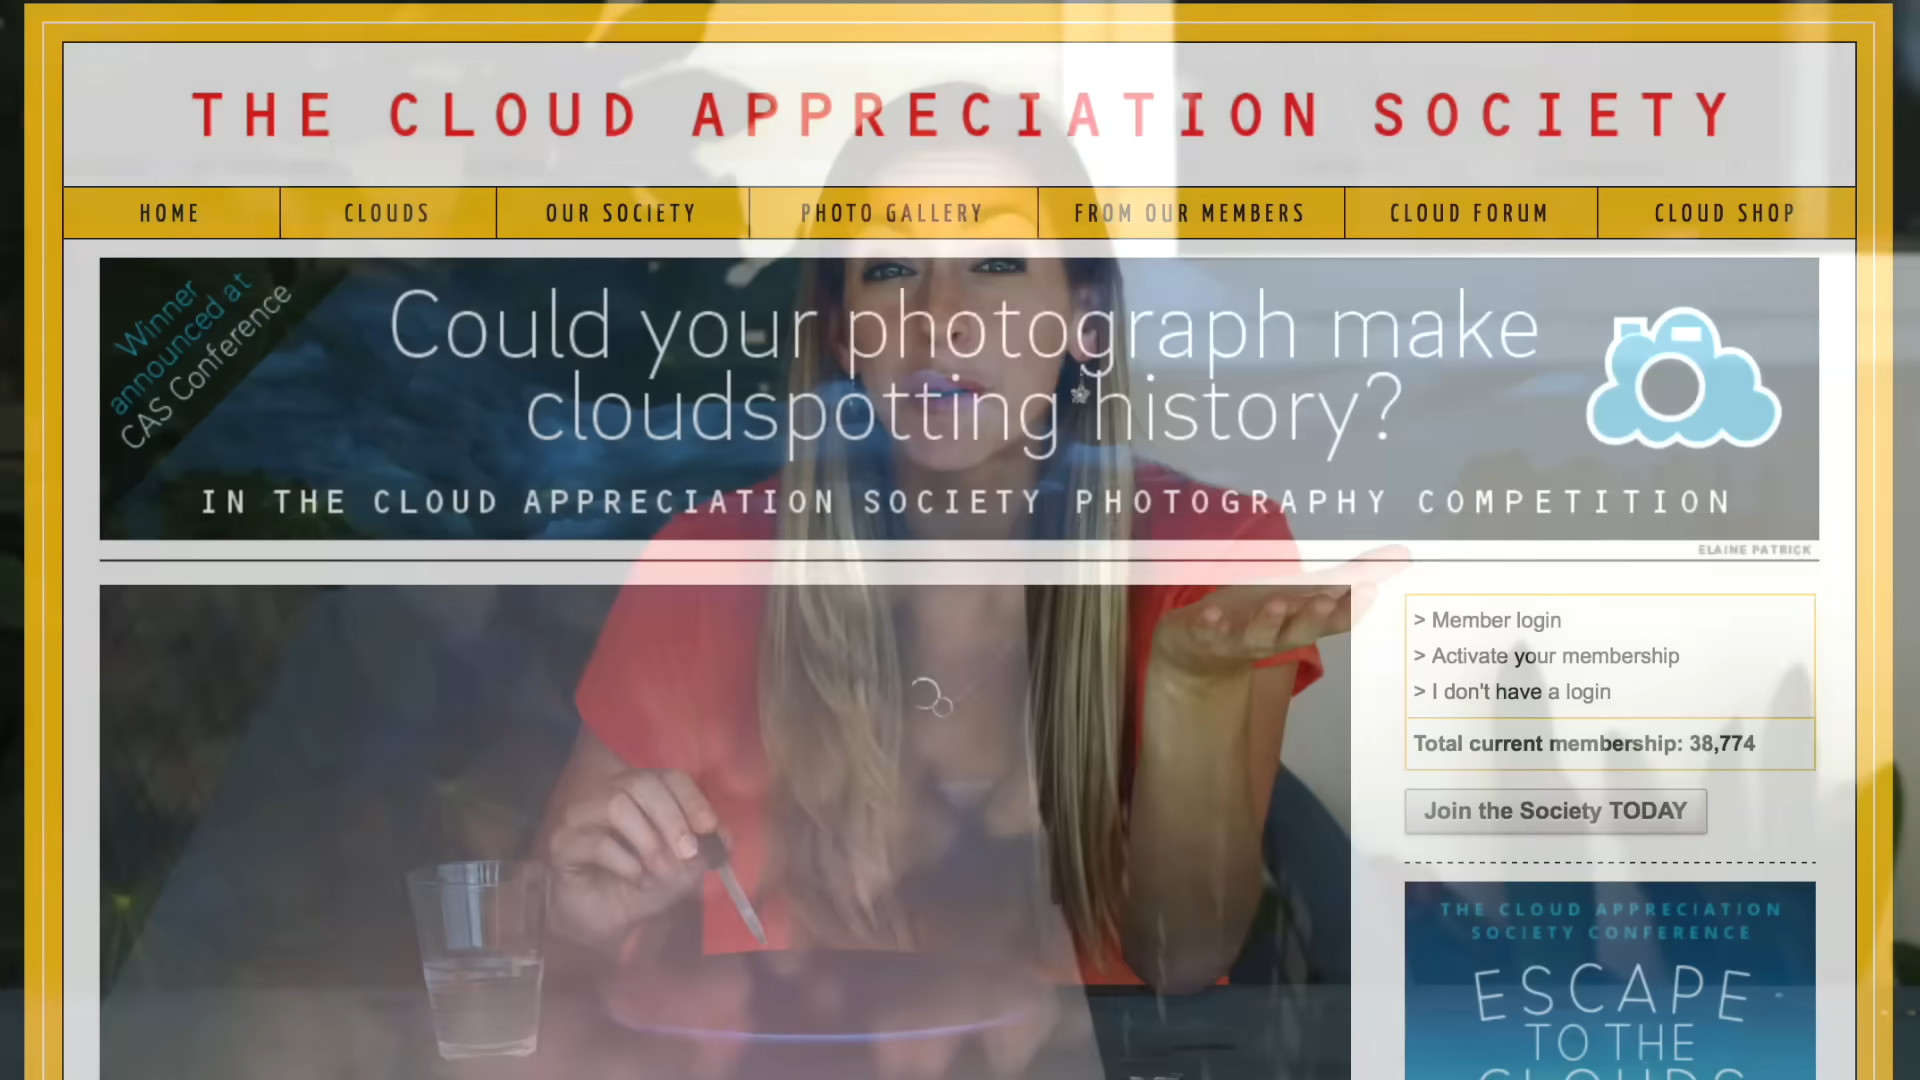 THE CLOUD APPRECIATION SOCIETY
HOME CLOUDS OUR SOCIETY PHOTO GALLERY FROM OUR MEMBERS CLOUD FORUM CLOUD SHOP
Winner
announced at
CAS Conference
Could your photograph make
cloudspotting history?
IN THE CLOUD APPRECIATION SOCIETY PHOTOGRAPHY COMPETITION
ELAINE PATRICK
> Member login
> Activate your membership
> I don't have a login
Total current membership: 38,774
Join the Society TODAY
THE CLOUD APPRECIATION
SOCIETY CONFERENCE
ESCAPE
TO THE
CLOUDS